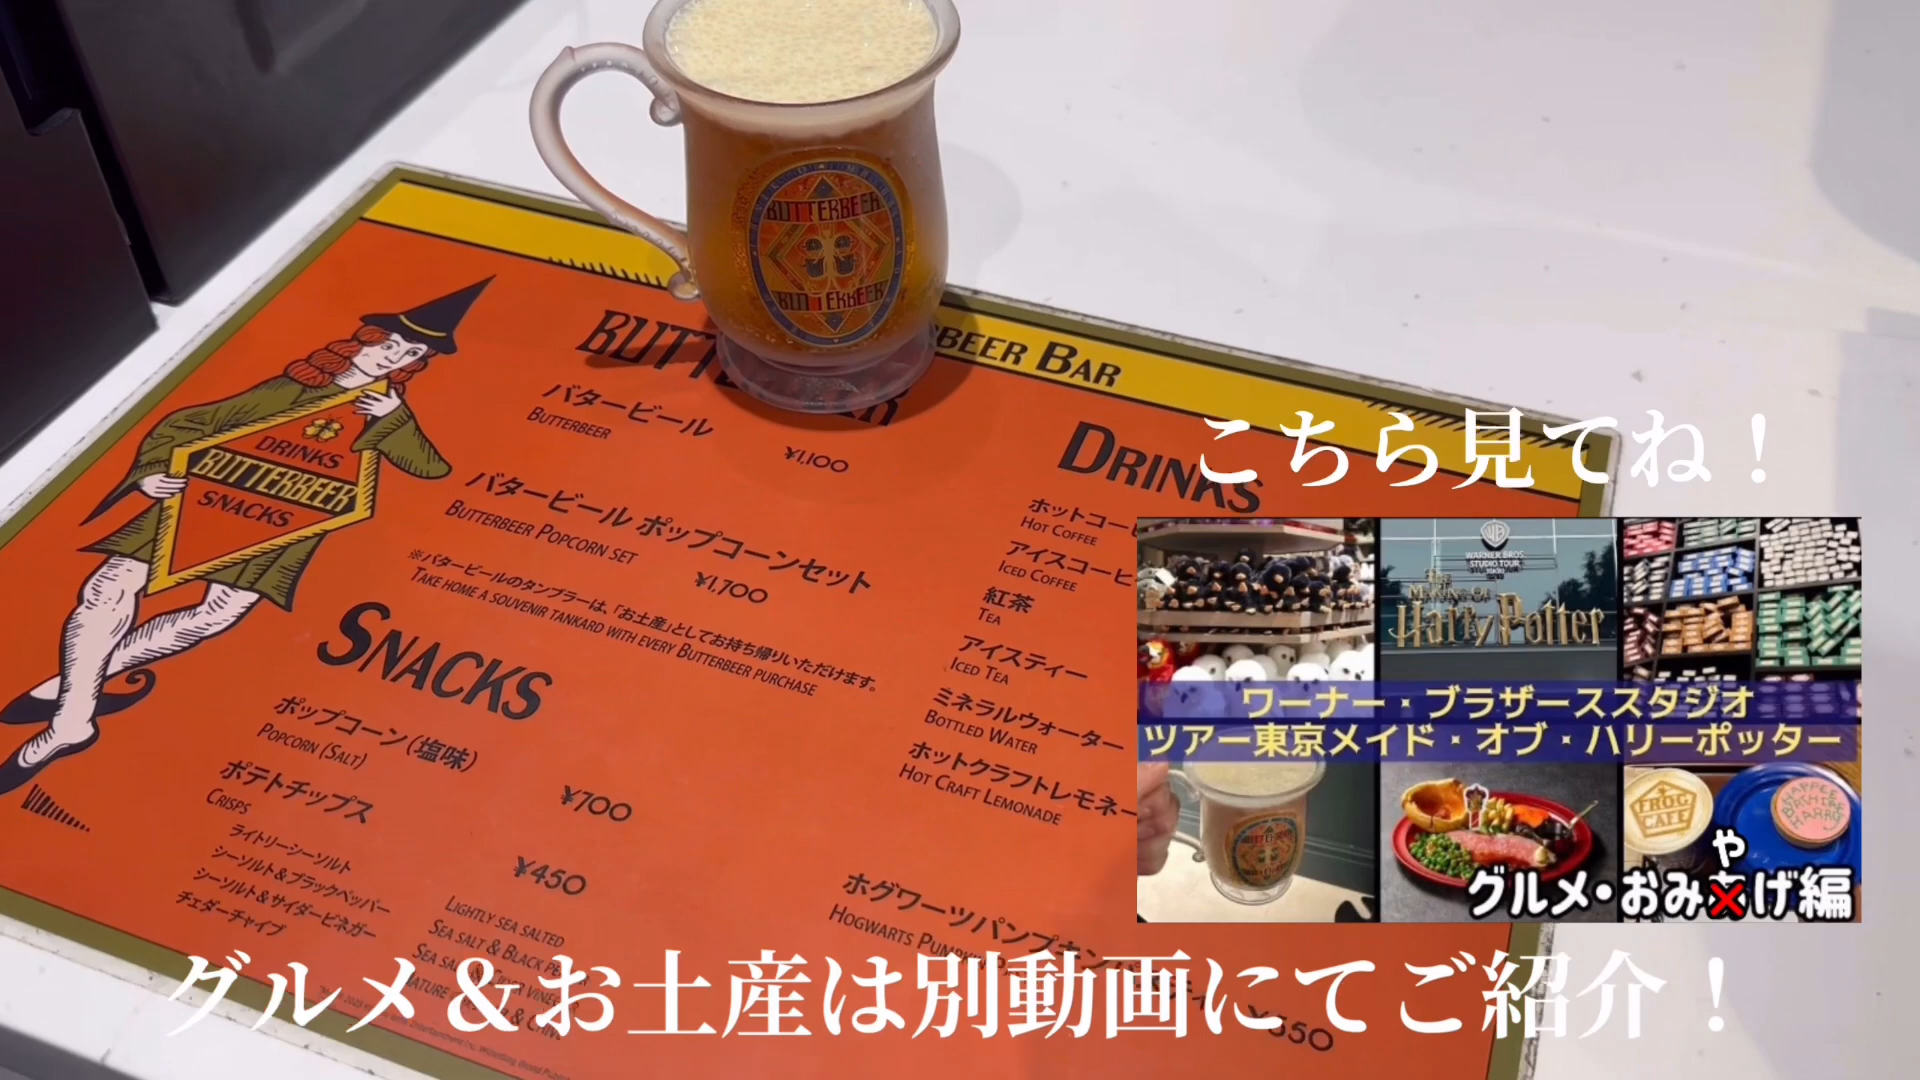 BUTTERBEER
BUTTERBEER
BEER BAR
バタービール
BUTTERBEER
¥1,100
バタービール ポップコーンセット
BUTTERBEER POPCORN SET
¥1,700
※バタービールのタンブラーは、「お土産」としてお持ち帰りいただけます。
TAKE HOME A SOUVENIR TANKARD WITH EVERY BUTTERBEER PURCHASE
DRINKS
BUTTERBEER
SNACKS
SNACKS
ポップコーン(塩味)
POPCORN (SALT)
¥700
ポテトチップス
CRISPS
¥450
ライトリーシーソルト
シーソルト&ブラックペッパー
シーソルト&サイダービネガー
チェダーチャイブ
LIGHTLY SEA SALTED
SEA SALT & BLACK
DRINKS
HOT COFFEE
ICED COFFEE
紅茶
TEA
アイスティー
ICED TEA
ミネラルウォーター
BOTTLED WATER
ホットクラフトレモネー
HOT CRAFT LEMONADE
ホグワーツパンプキン
HOGWARTS
こちら見てね！
WB
WARNER BROS.
STUDIO TOUR
TOKYO
THE
MAKING OF
Harry Potter
ワーナー・ブラザーススタジオ
ツアー東京メイド・オブ・ハリーポッター
FROG
CAFE
HAPPEE
BIRTHDAE
HARRY
や
グルメ・おみあげ編
グルメ＆お土産は別動画にてご紹介！